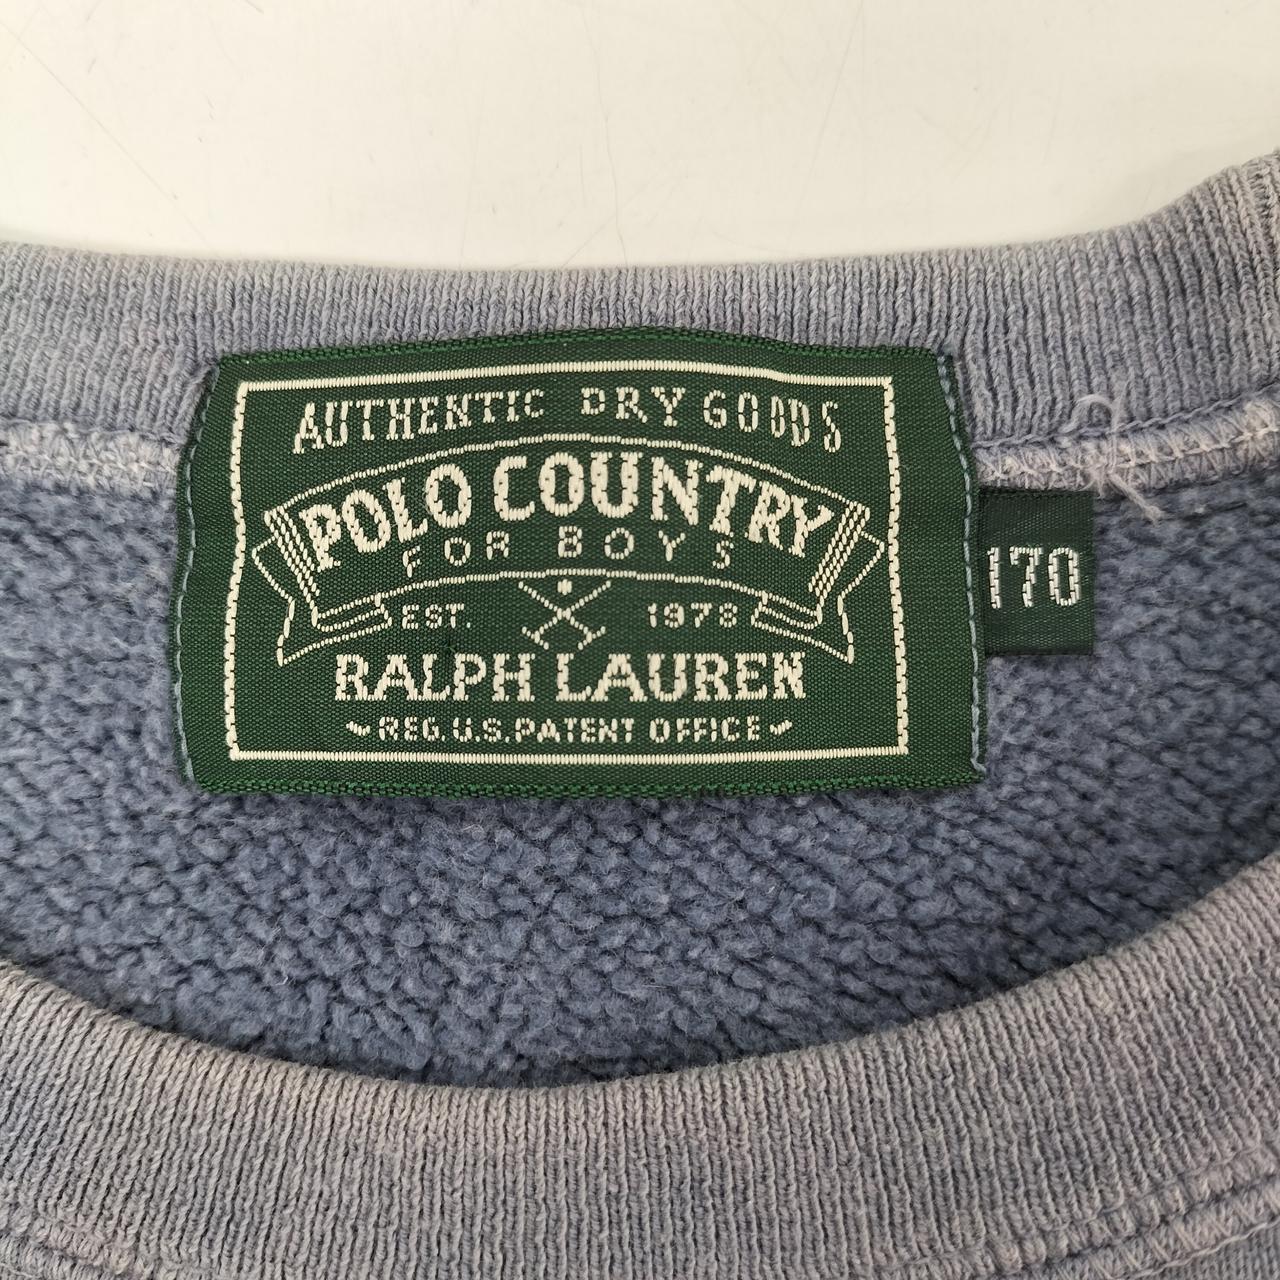 AUTHENTIC DRY GOODS
POLO COUNTRY
FOR BOYS
EST. 1978
RALPH LAUREN
REG. U.S. PATENT OFFICE
170